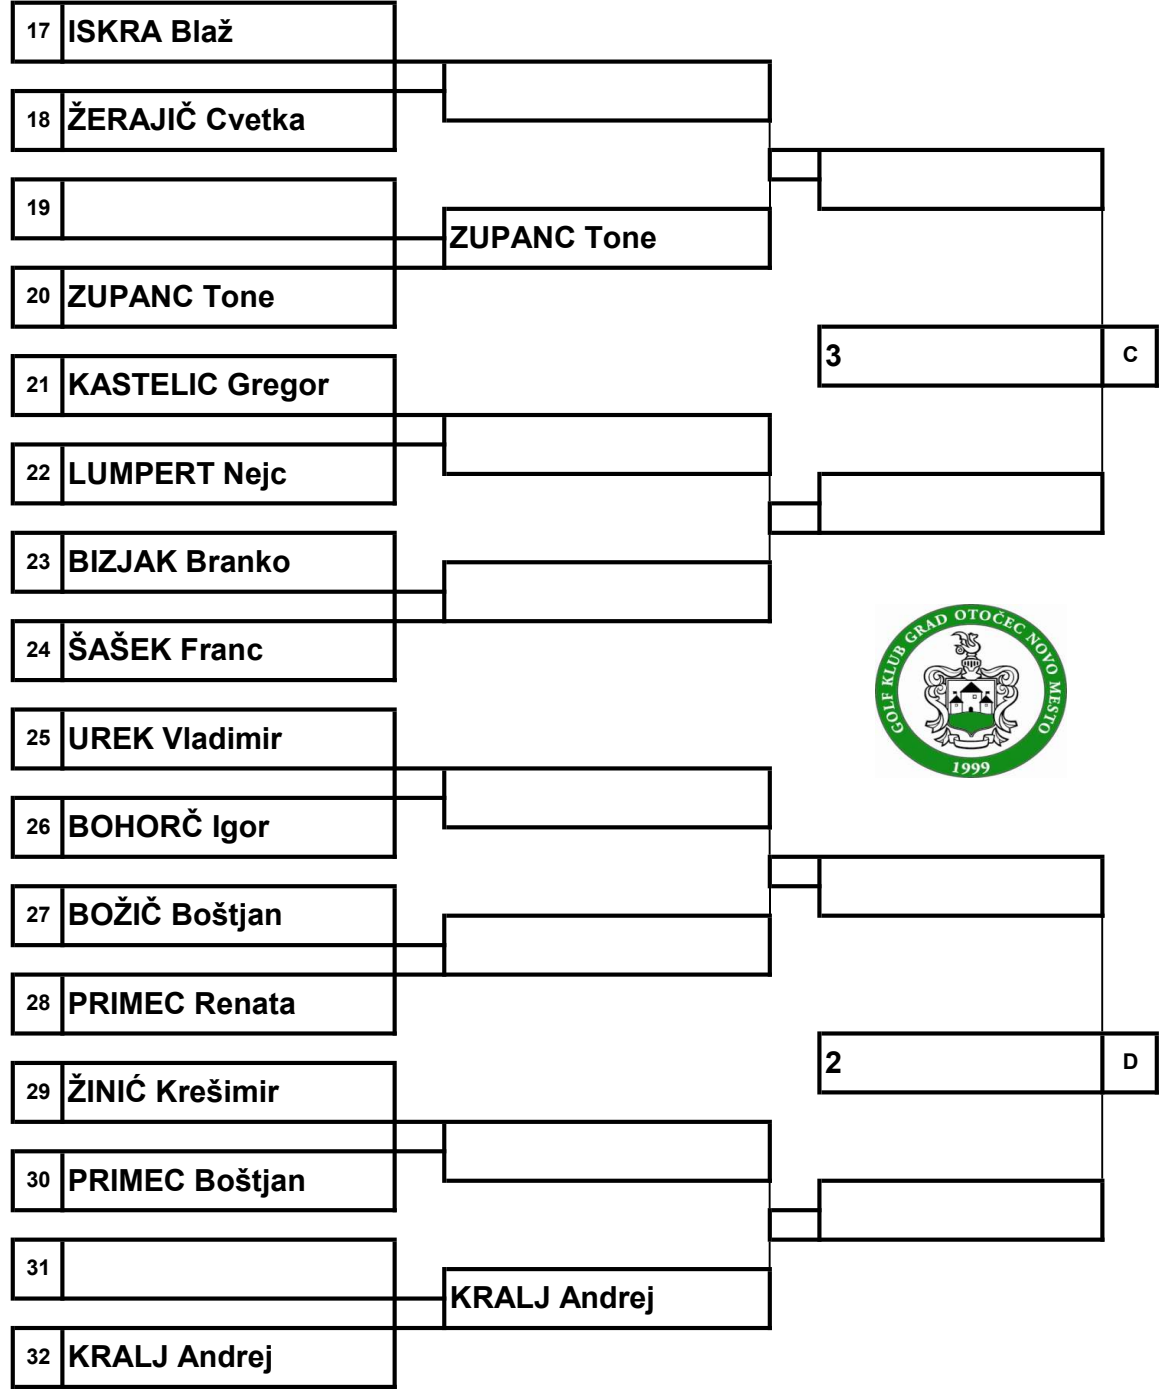 17 ISKRA Blaž
18 ŽERAJIČ Cvetka
19
ZUPANC Tone
20 ZUPANC Tone
3 C
21 KASTELIC Gregor
22 LUMPERT Nejc
23 BIZJAK Branko
24 ŠAŠEK Franc
GOLF KLUB GRAD OTOČEC NOVO MESTO
1999
25 UREK Vladimir
26 BOHORČ Igor
27 BOŽIČ Boštjan
28 PRIMEC Renata
2 D
29 ŽINIĆ Krešimir
30 PRIMEC Boštjan
31
KRALJ Andrej
32 KRALJ Andrej